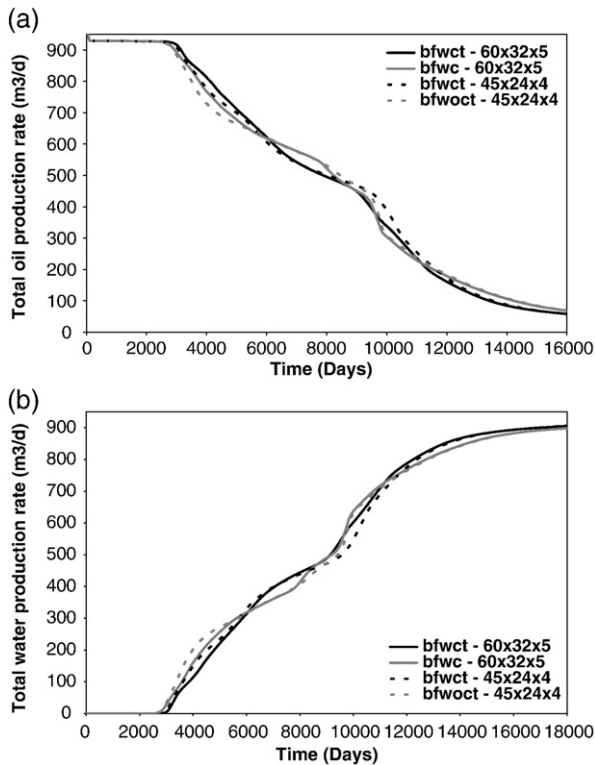 (a)
900
800
700
600
500
400
300
200
100
0
Total oil production rate (m3/d)
bfwct - 60x32x5
bfwc - 60x32x5
bfwct - 45x24x4
bfwoct - 45x24x4
0 2000 4000 6000 8000 10000 12000 14000 16000
Time (Days)
(b)
900
800
700
600
500
400
300
200
100
0
Total water production rate (m3/d)
bfwct - 60x32x5
bfwc - 60x32x5
bfwct - 45x24x4
bfwoct - 45x24x4
0 2000 4000 6000 8000 10000 12000 14000 16000 18000
Time (Days)